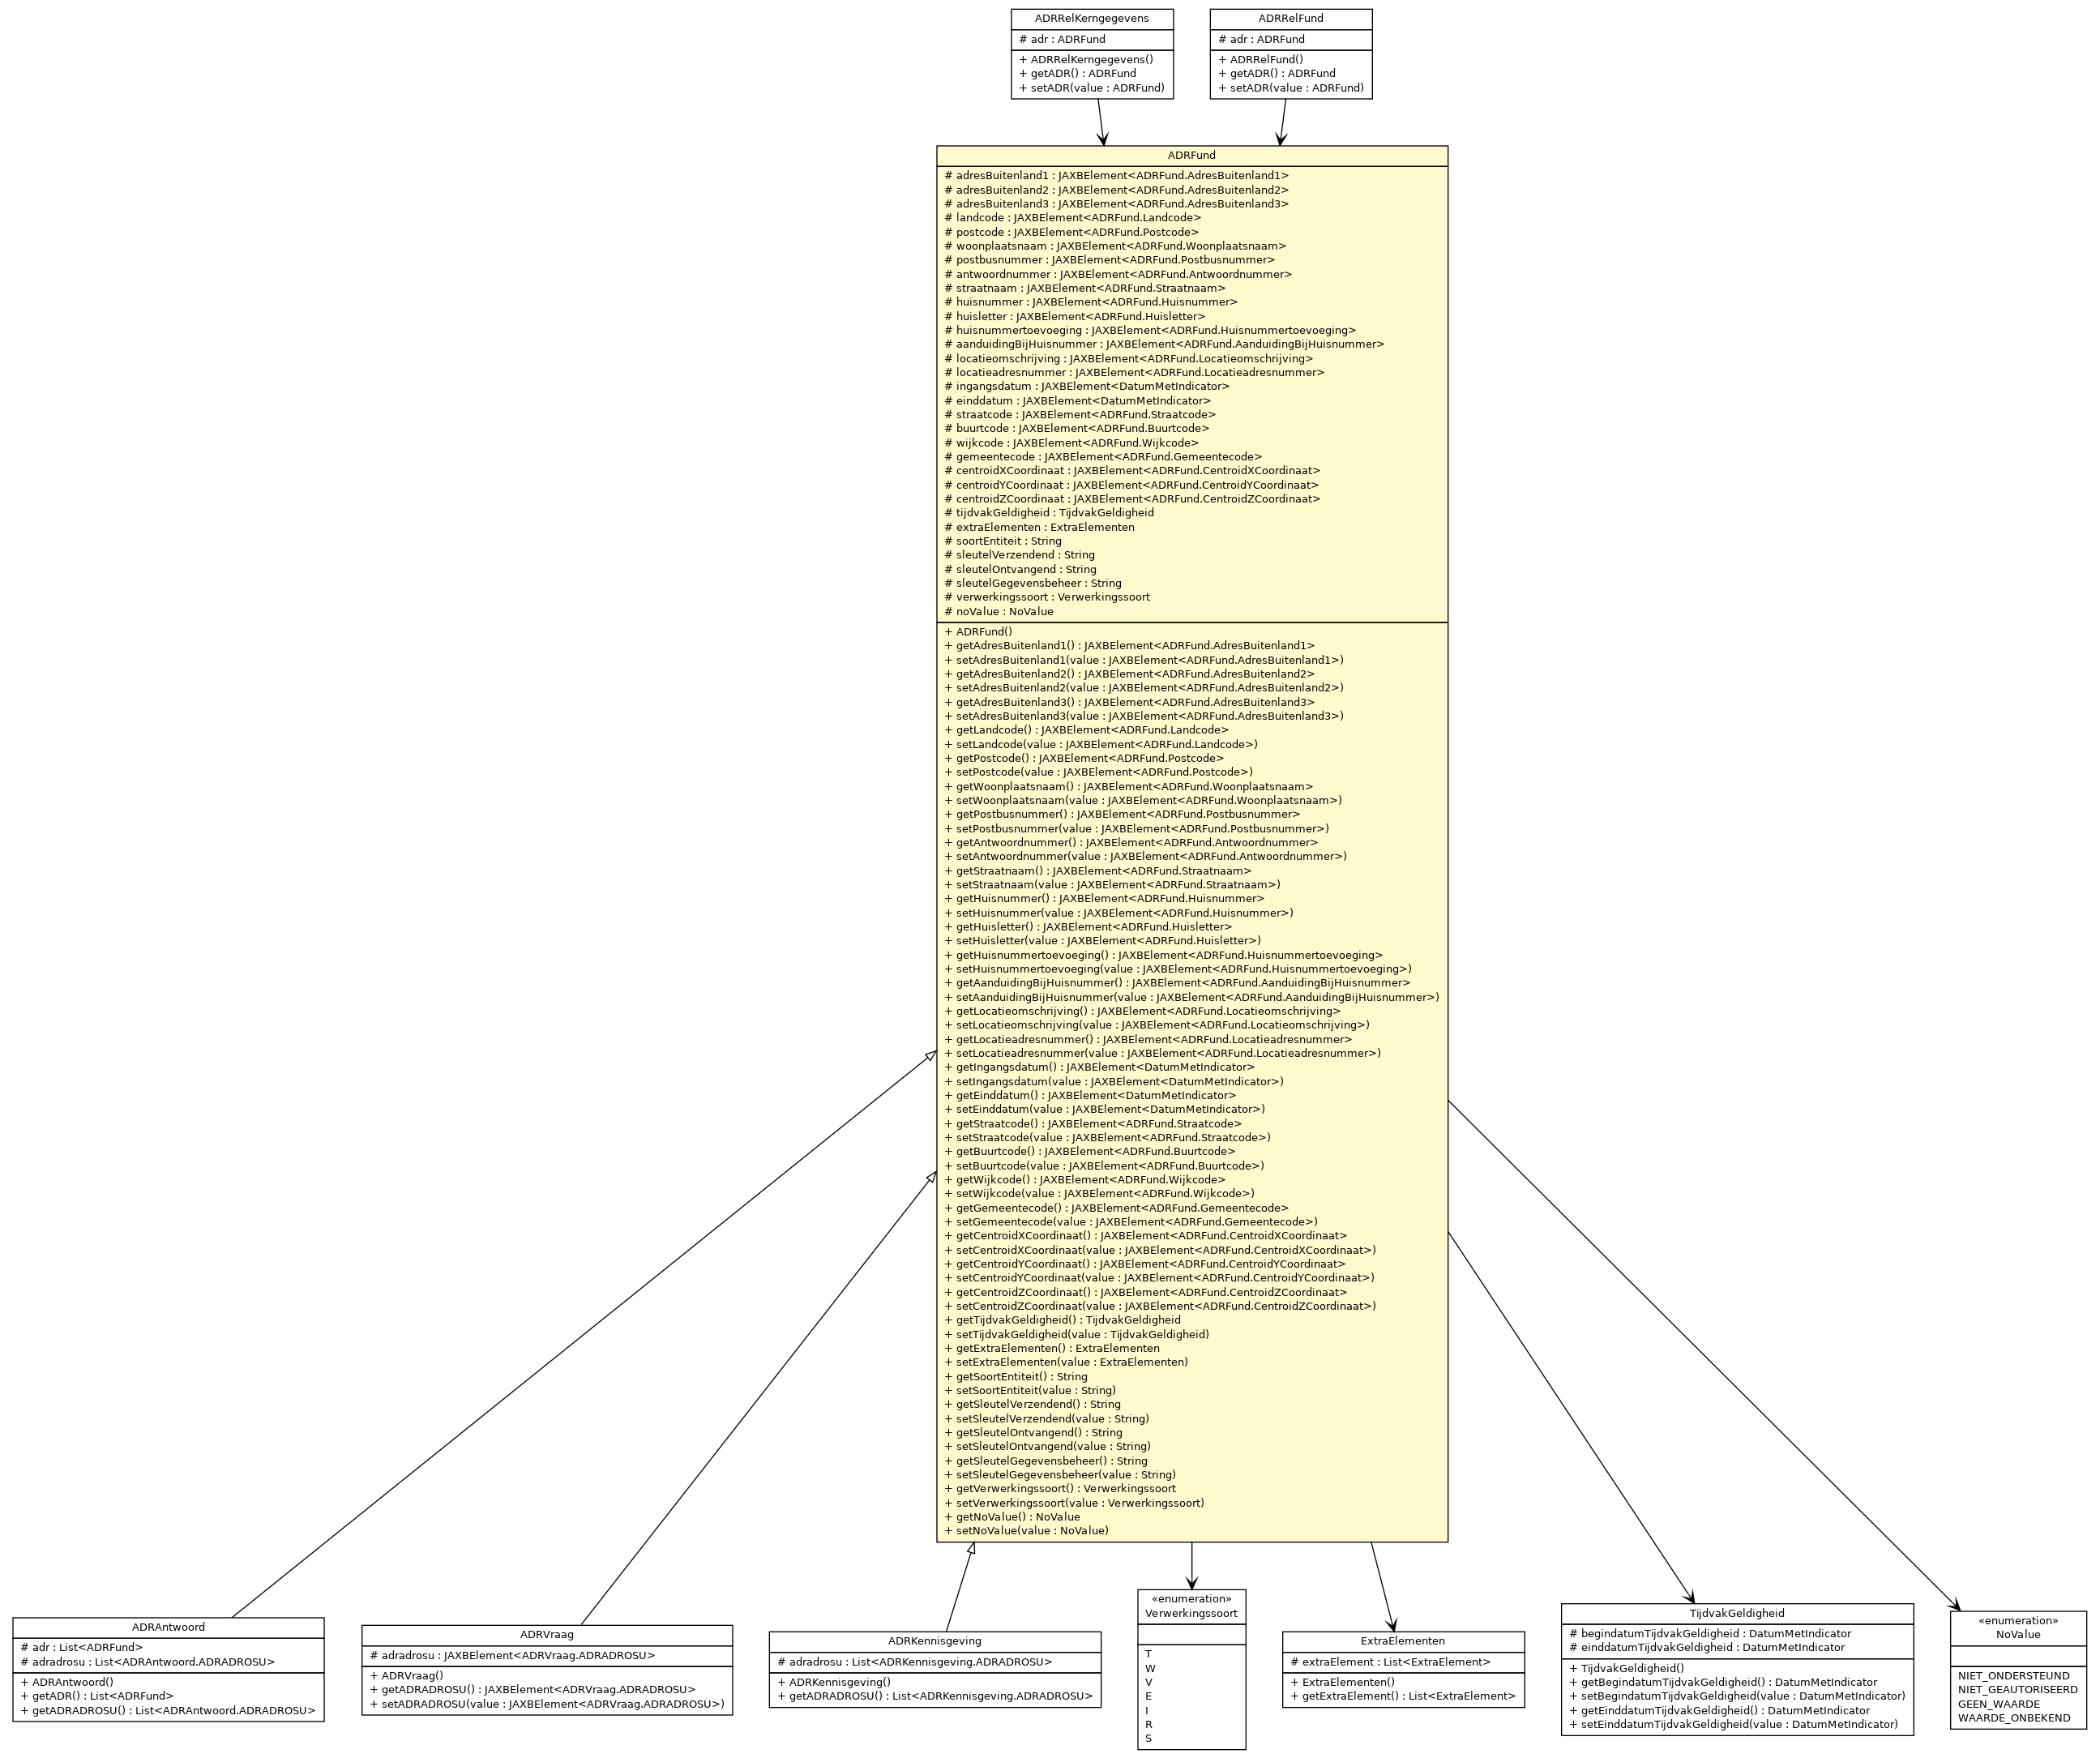 ADRRelKerngegevens
# adr : ADRFund
+ ADRRelKerngegevens()
+ getADR() : ADRFund
+ setADR(value : ADRFund)
ADRRelFund
# adr : ADRFund
+ ADRRelFund()
+ getADR() : ADRFund
+ setADR(value : ADRFund)
ADRFund
# adresBuitenland1 : JAXBElement<ADRFund.AdresBuitenland1>
# adresBuitenland2 : JAXBElement<ADRFund.AdresBuitenland2>
# adresBuitenland3 : JAXBElement<ADRFund.AdresBuitenland3>
# landcode : JAXBElement<ADRFund.Landcode>
# postcode : JAXBElement<ADRFund.Postcode>
# woonplaatsnaam : JAXBElement<ADRFund.Woonplaatsnaam>
# postbusnummer : JAXBElement<ADRFund.Postbusnummer>
# antwoordnummer : JAXBElement<ADRFund.Antwoordnummer>
# straatnaam : JAXBElement<ADRFund.Straatnaam>
# huisnummer : JAXBElement<ADRFund.Huisnummer>
# huisletter : JAXBElement<ADRFund.Huisletter>
# huisnummertoevoeging : JAXBElement<ADRFund.Huisnummertoevoeging>
# aanduidingBijHuisnummer : JAXBElement<ADRFund.AanduidingBijHuisnummer>
# locatieomschrijving : JAXBElement<ADRFund.Locatieomschrijving>
# locatieadresnummer : JAXBElement<ADRFund.Locatieadresnummer>
# ingangsdatum : JAXBElement<DatumMetIndicator>
# einddatum : JAXBElement<DatumMetIndicator>
# straatcode : JAXBElement<ADRFund.Straatcode>
# buurtcode : JAXBElement<ADRFund.Buurtcode>
# wijkcode : JAXBElement<ADRFund.Wijkcode>
# gemeentecode : JAXBElement<ADRFund.Gemeentecode>
# centroidXCoordinaat : JAXBElement<ADRFund.CentroidXCoordinaat>
# centroidYCoordinaat : JAXBElement<ADRFund.CentroidYCoordinaat>
# centroidZCoordinaat : JAXBElement<ADRFund.CentroidZCoordinaat>
# tijdvakGeldigheid : TijdvakGeldigheid
# extraElementen : ExtraElementen
# soortEntiteit : String
# sleutelVerzendend : String
# sleutelOntvangend : String
# sleutelGegevensbeheer : String
# verwerkingssoort : Verwerkingssoort
# noValue : NoValue
+ ADRFund()
+ getAdresBuitenland1() : JAXBElement<ADRFund.AdresBuitenland1>
+ setAdresBuitenland1(value : JAXBElement<ADRFund.AdresBuitenland1>)
+ getAdresBuitenland2() : JAXBElement<ADRFund.AdresBuitenland2>
+ setAdresBuitenland2(value : JAXBElement<ADRFund.AdresBuitenland2>)
+ getAdresBuitenland3() : JAXBElement<ADRFund.AdresBuitenland3>
+ setAdresBuitenland3(value : JAXBElement<ADRFund.AdresBuitenland3>)
+ getLandcode() : JAXBElement<ADRFund.Landcode>
+ setLandcode(value : JAXBElement<ADRFund.Landcode>)
+ getPostcode() : JAXBElement<ADRFund.Postcode>
+ setPostcode(value : JAXBElement<ADRFund.Postcode>)
+ getWoonplaatsnaam() : JAXBElement<ADRFund.Woonplaatsnaam>
+ setWoonplaatsnaam(value : JAXBElement<ADRFund.Woonplaatsnaam>)
+ getPostbusnummer() : JAXBElement<ADRFund.Postbusnummer>
+ setPostbusnummer(value : JAXBElement<ADRFund.Postbusnummer>)
+ getAntwoordnummer() : JAXBElement<ADRFund.Antwoordnummer>
+ setAntwoordnummer(value : JAXBElement<ADRFund.Antwoordnummer>)
+ getStraatnaam() : JAXBElement<ADRFund.Straatnaam>
+ setStraatnaam(value : JAXBElement<ADRFund.Straatnaam>)
+ getHuisnummer() : JAXBElement<ADRFund.Huisnummer>
+ setHuisnummer(value : JAXBElement<ADRFund.Huisnummer>)
+ getHuisletter() : JAXBElement<ADRFund.Huisletter>
+ setHuisletter(value : JAXBElement<ADRFund.Huisletter>)
+ getHuisnummertoevoeging() : JAXBElement<ADRFund.Huisnummertoevoeging>
+ setHuisnummertoevoeging(value : JAXBElement<ADRFund.Huisnummertoevoeging>)
+ getAanduidingBijHuisnummer() : JAXBElement<ADRFund.AanduidingBijHuisnummer>
+ setAanduidingBijHuisnummer(value : JAXBElement<ADRFund.AanduidingBijHuisnummer>)
+ getLocatieomschrijving() : JAXBElement<ADRFund.Locatieomschrijving>
+ setLocatieomschrijving(value : JAXBElement<ADRFund.Locatieomschrijving>)
+ getLocatieadresnummer() : JAXBElement<ADRFund.Locatieadresnummer>
+ setLocatieadresnummer(value : JAXBElement<ADRFund.Locatieadresnummer>)
+ getIngangsdatum() : JAXBElement<DatumMetIndicator>
+ setIngangsdatum(value : JAXBElement<DatumMetIndicator>)
+ getEinddatum() : JAXBElement<DatumMetIndicator>
+ setEinddatum(value : JAXBElement<DatumMetIndicator>)
+ getStraatcode() : JAXBElement<ADRFund.Straatcode>
+ setStraatcode(value : JAXBElement<ADRFund.Straatcode>)
+ getBuurtcode() : JAXBElement<ADRFund.Buurtcode>
+ setBuurtcode(value : JAXBElement<ADRFund.Buurtcode>)
+ getWijkcode() : JAXBElement<ADRFund.Wijkcode>
+ setWijkcode(value : JAXBElement<ADRFund.Wijkcode>)
+ getGemeentecode() : JAXBElement<ADRFund.Gemeentecode>
+ setGemeentecode(value : JAXBElement<ADRFund.Gemeentecode>)
+ getCentroidXCoordinaat() : JAXBElement<ADRFund.CentroidXCoordinaat>
+ setCentroidXCoordinaat(value : JAXBElement<ADRFund.CentroidXCoordinaat>)
+ getCentroidYCoordinaat() : JAXBElement<ADRFund.CentroidYCoordinaat>
+ setCentroidYCoordinaat(value : JAXBElement<ADRFund.CentroidYCoordinaat>)
+ getCentroidZCoordinaat() : JAXBElement<ADRFund.CentroidZCoordinaat>
+ setCentroidZCoordinaat(value : JAXBElement<ADRFund.CentroidZCoordinaat>)
+ getTijdvakGeldigheid() : TijdvakGeldigheid
+ setTijdvakGeldigheid(value : TijdvakGeldigheid)
+ getExtraElementen() : ExtraElementen
+ setExtraElementen(value : ExtraElementen)
+ getSoortEntiteit() : String
+ setSoortEntiteit(value : String)
+ getSleutelVerzendend() : String
+ setSleutelVerzendend(value : String)
+ getSleutelOntvangend() : String
+ setSleutelOntvangend(value : String)
+ getSleutelGegevensbeheer() : String
+ setSleutelGegevensbeheer(value : String)
+ getVerwerkingssoort() : Verwerkingssoort
+ setVerwerkingssoort(value : Verwerkingssoort)
+ getNoValue() : NoValue
+ setNoValue(value : NoValue)
ADRAntwoord
# adr : List<ADRFund>
# adradrosu : List<ADRAntwoord.ADRADROSU>
+ ADRAntwoord()
+ getADR() : List<ADRFund>
+ getADRADROSU() : List<ADRAntwoord.ADRADROSU>
ADRVraag
# adradrosu : JAXBElement<ADRVraag.ADRADROSU>
+ ADRVraag()
+ getADRADROSU() : JAXBElement<ADRVraag.ADRADROSU>
+ setADRADROSU(value : JAXBElement<ADRVraag.ADRADROSU>)
ADRKennisgeving
# adradrosu : List<ADRKennisgeving.ADRADROSU>
+ ADRKennisgeving()
+ getADRADROSU() : List<ADRKennisgeving.ADRADROSU>
«enumeration»
Verwerkingssoort
T
W
V
E
I
R
S
ExtraElementen
# extraElement : List<ExtraElement>
+ ExtraElementen()
+ getExtraElement() : List<ExtraElement>
TijdvakGeldigheid
# begindatumTijdvakGeldigheid : DatumMetIndicator
# einddatumTijdvakGeldigheid : DatumMetIndicator
+ TijdvakGeldigheid()
+ getBegindatumTijdvakGeldigheid() : DatumMetIndicator
+ setBegindatumTijdvakGeldigheid(value : DatumMetIndicator)
+ getEinddatumTijdvakGeldigheid() : DatumMetIndicator
+ setEinddatumTijdvakGeldigheid(value : DatumMetIndicator)
«enumeration»
NoValue
NIET_ONDERSTEUND
NIET_GEAUTORISEERD
GEEN_WAARDE
WAARDE_ONBEKEND